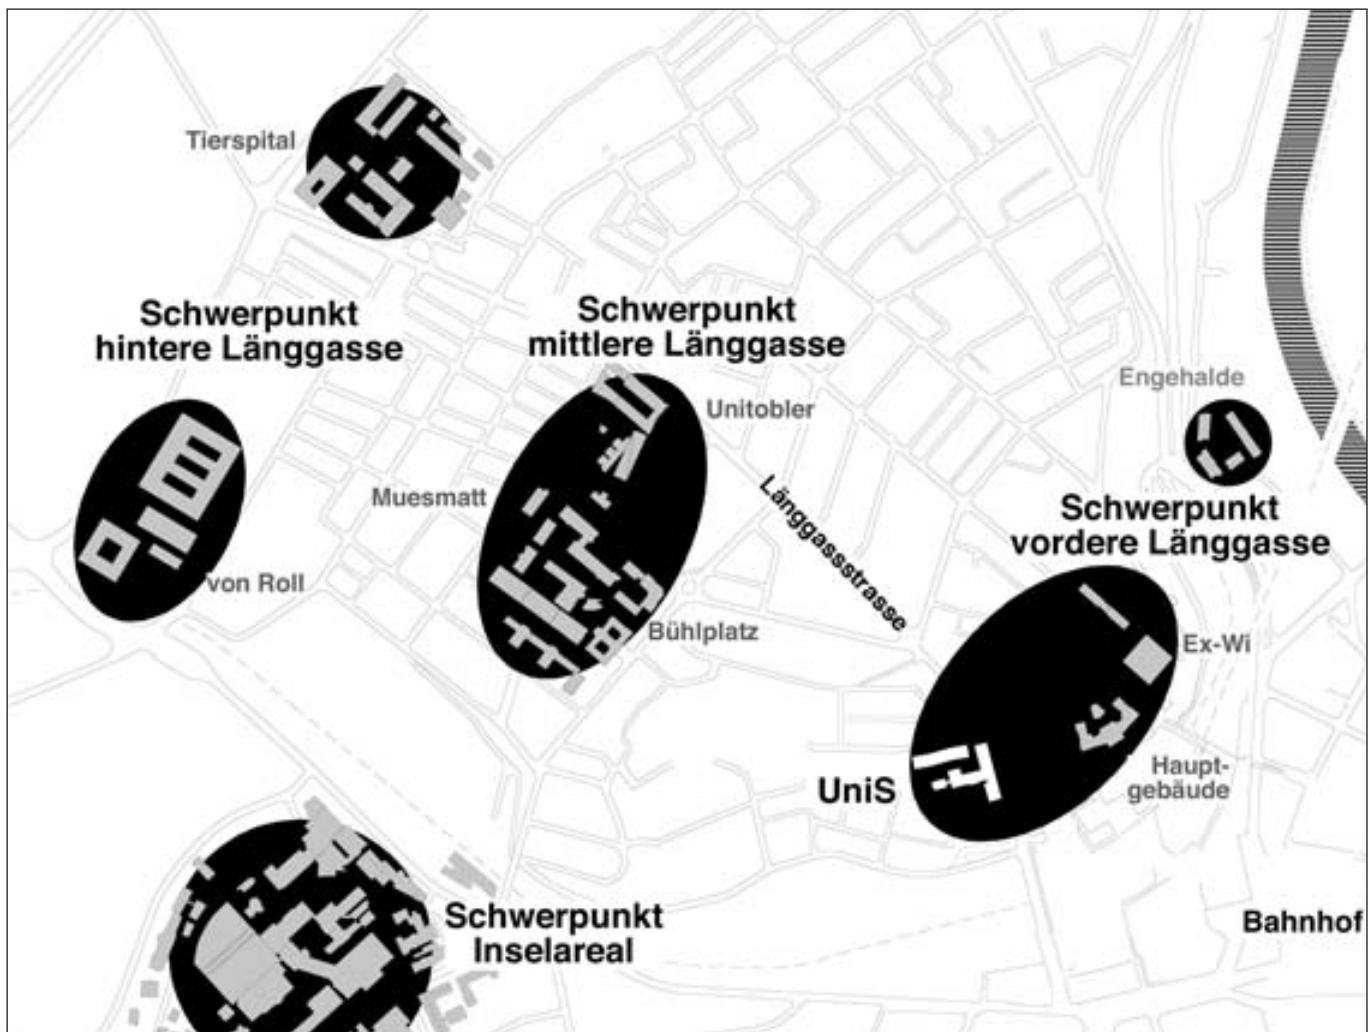 Tierspital
Schwerpunkt
hintere Länggasse
Schwerpunkt
mittlere Länggasse
Engehalde
Unitobler
Muesmatt
Länggassstrasse
Schwerpunkt
vordere Länggasse
von Roll
Bühlplatz
Ex-Wi
UniS
Haupt-
gebäude
Schwerpunkt
Inselareal
Bahnhof